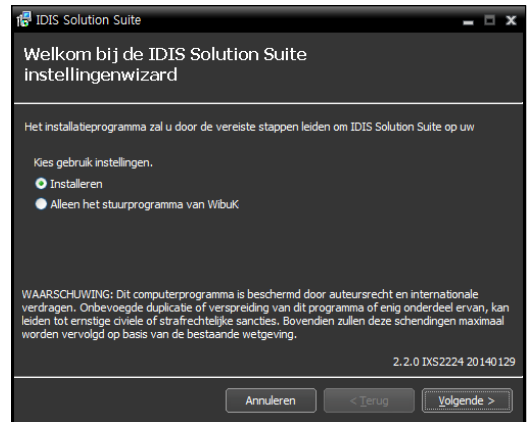 IDIS Solution Suite
Welkom bij de IDIS Solution Suite
instellingenwizard
Het installatieprogramma zal u door de vereiste stappen leiden om IDIS Solution Suite op uw
Kies gebruik instellingen.
Installeren
Alleen het stuurprogramma van WibuK
WAARSCHUWING: Dit computerprogramma is beschermd door auteursrecht en internationale
verdragen. Onbevoegde duplicatie of verspreiding van dit programma of enig onderdeel ervan, kan
leiden tot ernstige civiele of strafrechtelijke sancties. Bovendien zullen deze schendingen maximaal
worden vervolgd op basis van de bestaande wetgeving.
2.2.0 IXS2224 20140129
Annuleren
< Terug
Volgende >